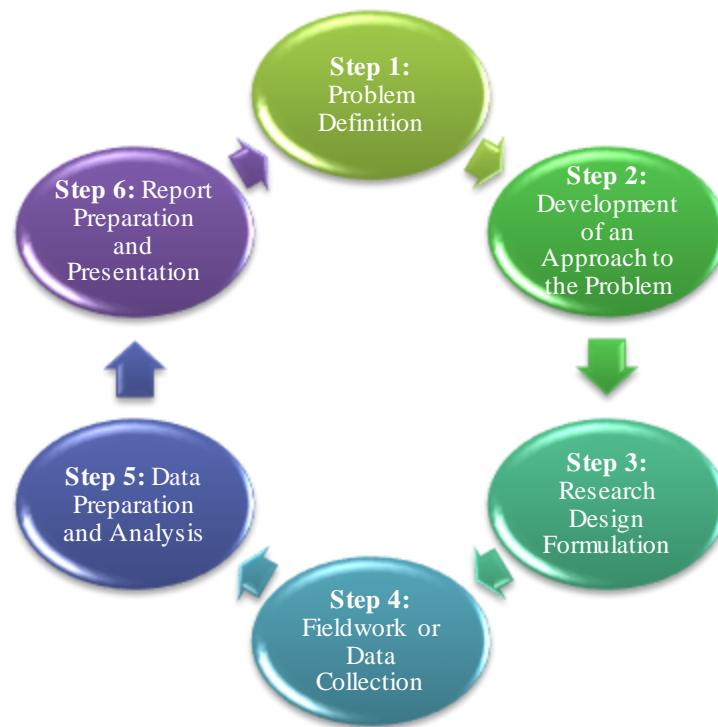 Step 1:
Problem
Definition
Step 2:
Development
of an
Approach to
the Problem
Step 3:
Research
Design
Formulation
Step 4:
Fieldwork or
Data
Collection
Step 5: Data
Preparation
and Analysis
Step 6: Report
Preparation
and
Presentation